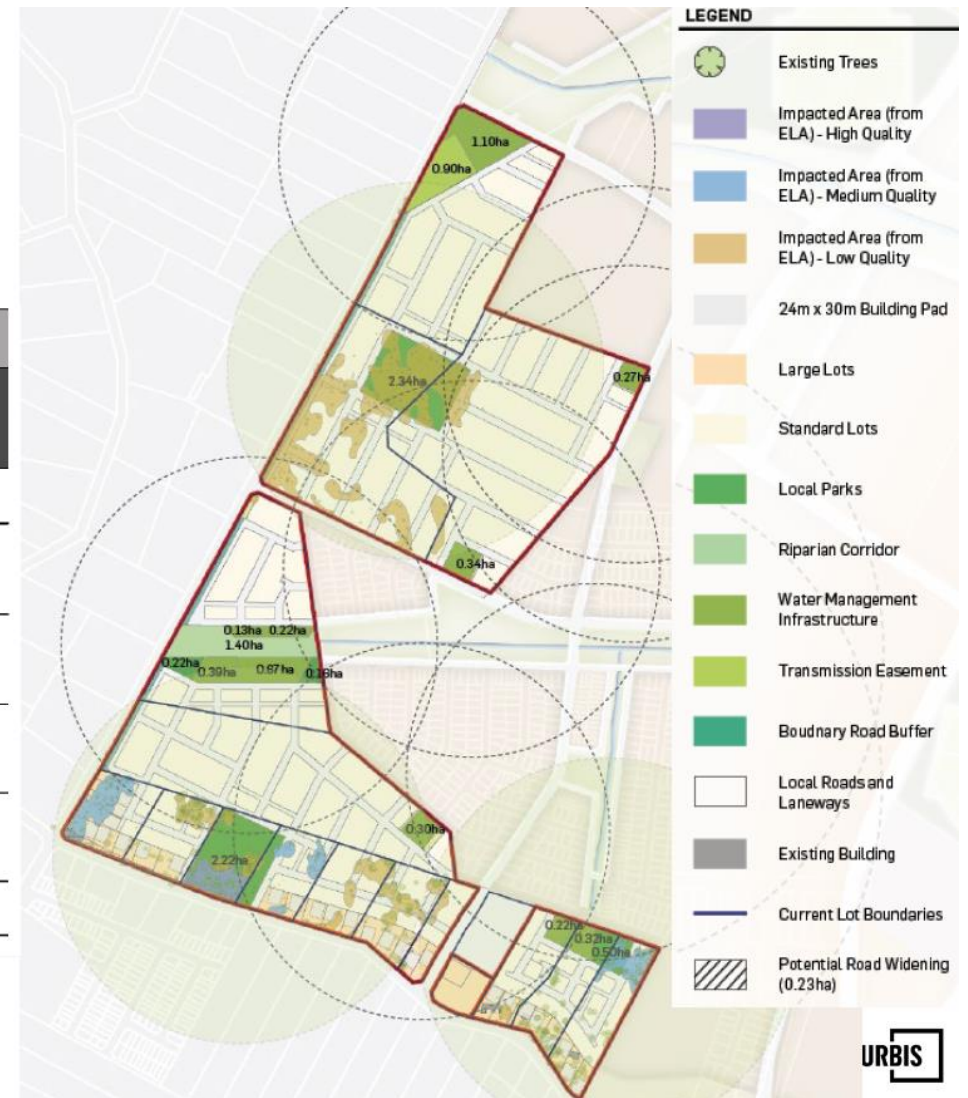 LEGEND
Existing Trees
Impacted Area (from
ELA) - High Quality
Impacted Area (from
ELA) - Medium Quality
Impacted Area (from
ELA) - Low Quality
24m x 30m Building Pad
Large Lots
Standard Lots
Local Parks
Riparian Corridor
Water Management
Infrastructure
Transmission Easement
Boudnary Road Buffer
Local Roads and
Laneways
Existing Building
Current Lot Boundaries
Potential Road Widening
(0.23ha)
1.10ha
0.90ha
2.34ha
0.27ha
0.34ha
0.13ha 0.22ha
1.40ha
0.22ha
0.39ha
0.87ha
0.16ha
0.30ha
2.22ha
0.22ha
0.32ha
0.50ha
URBIS